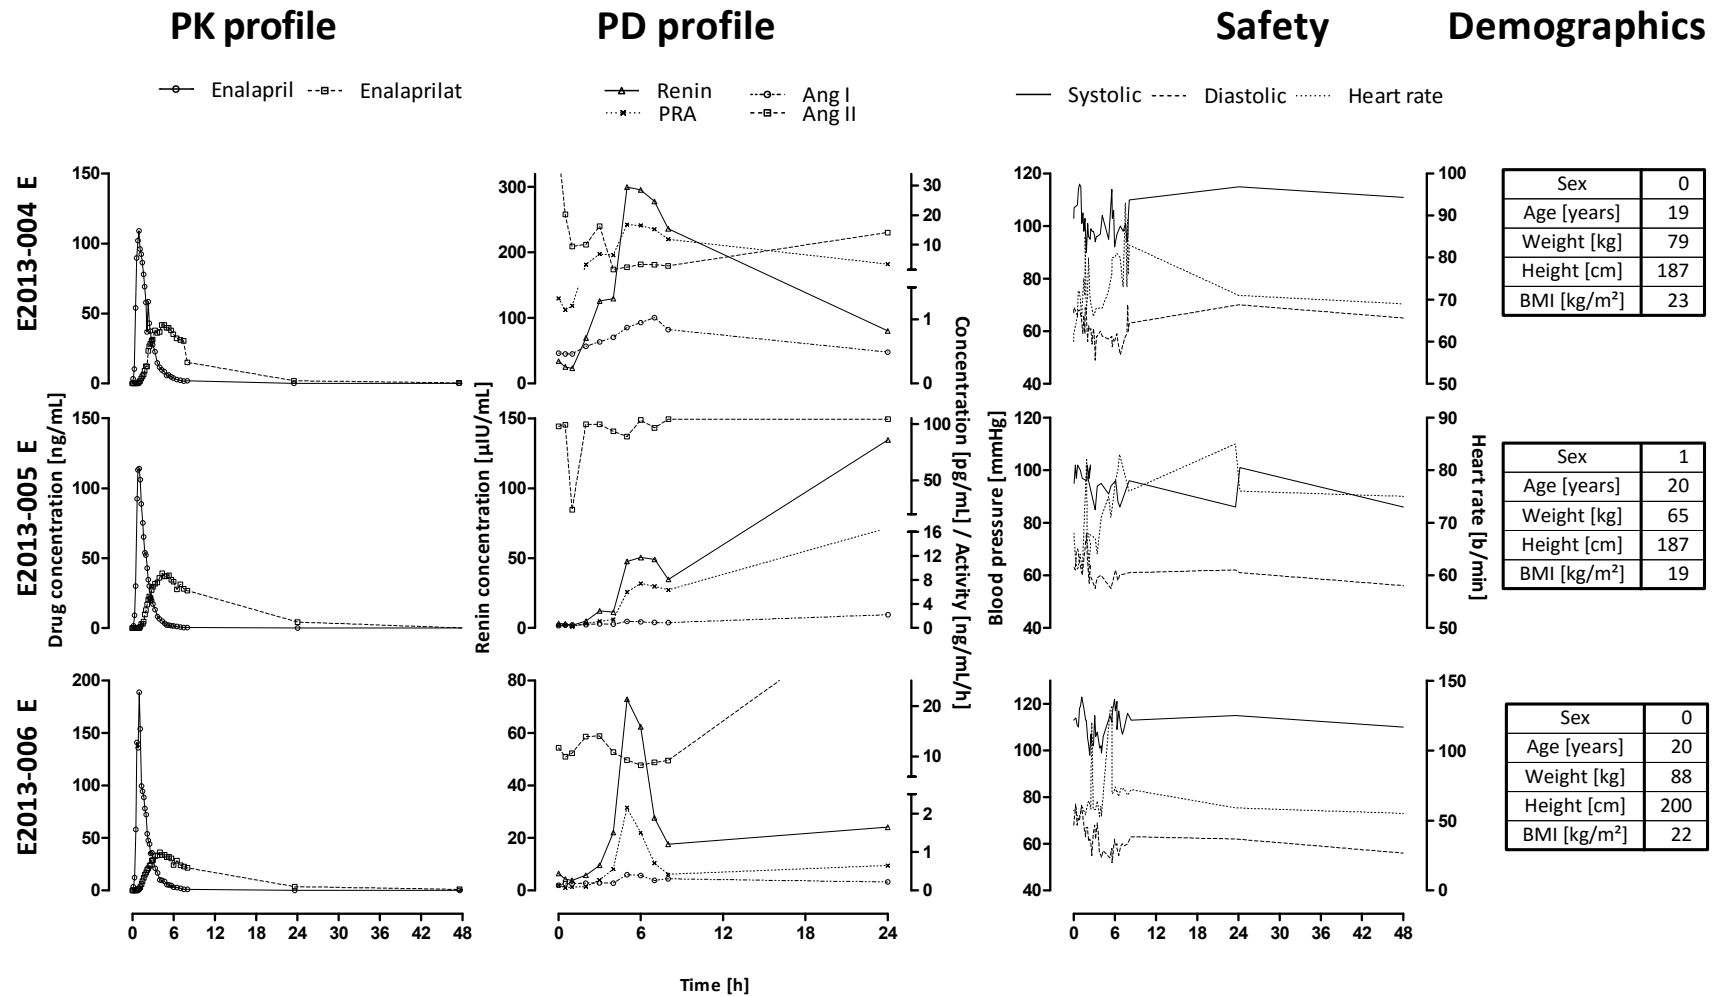 PK profile PD profile Safety Demographics
Enalapril Enalaprilat
Renin Ang I
PRA Ang II
Systolic Diastolic Heart rate
E2013-004 E
150
100
50
0
300
200
100
0
30
20
10
1
0
120
100
80
60
40
100
90
80
70
60
50
Sex 0
Age [years] 19
Weight [kg] 79
Height [cm] 187
BMI [kg/m²] 23
E2013-005 E
Drug concentration [ng/mL]
150
100
50
0
Renin concentration [µIU/mL]
150
100
50
0
100
50
16
12
8
4
0
Concentration [pg/mL] / Activity [ng/mL/h]
Blood pressure [mmHg]
120
100
80
60
40
90
80
70
60
50
Heart rate [b/min]
Sex 1
Age [years] 20
Weight [kg] 65
Height [cm] 187
BMI [kg/m²] 19
E2013-006 E
200
150
100
50
0
80
60
40
20
0
20
10
2
1
0
120
100
80
60
40
150
100
50
0
Sex 0
Age [years] 20
Weight [kg] 88
Height [cm] 200
BMI [kg/m²] 22
0 6 12 18 24 30 36 42 48
0 6 24
0 6 12 18 24 30 36 42 48
Time [h]